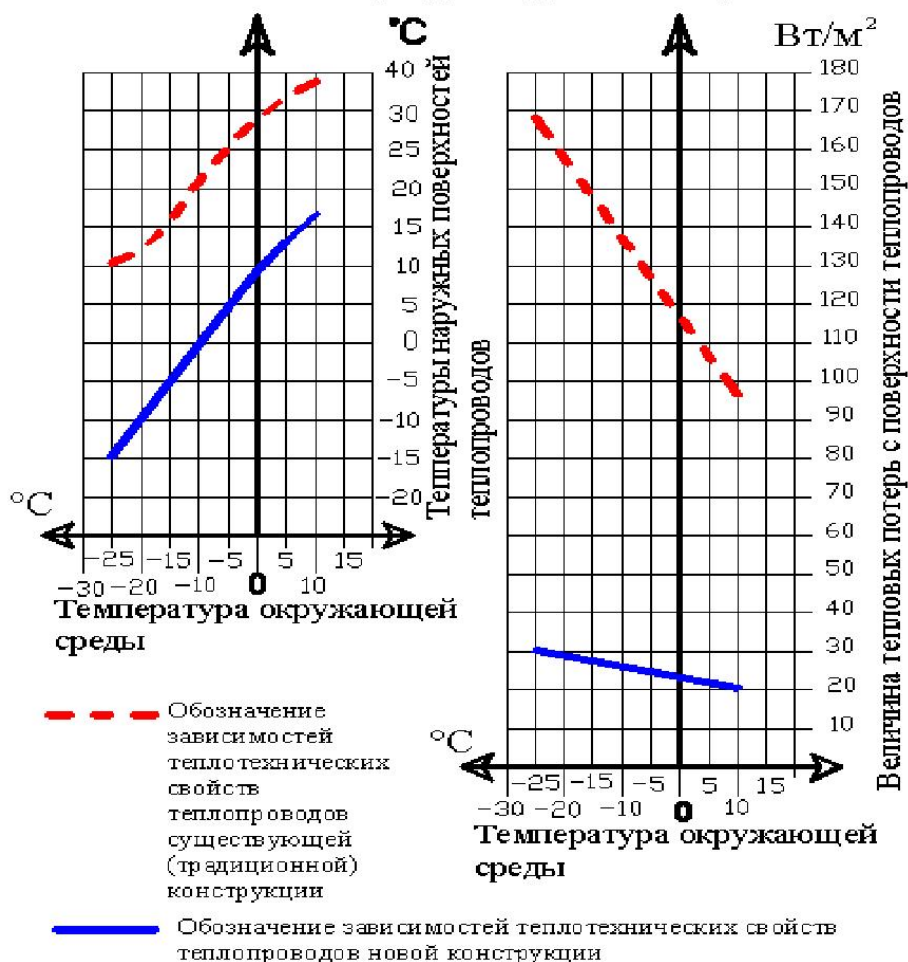 °C
40
30
25
20
15
10
5
0
-5
-10
-15
-20
Температуры наружных поверхностей
теплопроводов
°C
-25 -15 -5 5 15
-30 -20 -10 0 10
Температура окружающей
среды
Вт/м²
180
170
160
150
140
130
120
110
100
90
80
70
60
50
40
30
20
10
Величина тепловых потерь с поверхности теплопроводов
°C
-25 -15 -5 5 15
-30 -20 -10 0 10
Температура окружающей
среды
Обозначение
зависимостей
теплотехнических
свойств
теплопроводов
существующей
(традиционной)
конструкции
Обозначение зависимостей теплотехнических свойств
теплопроводов новой конструкции